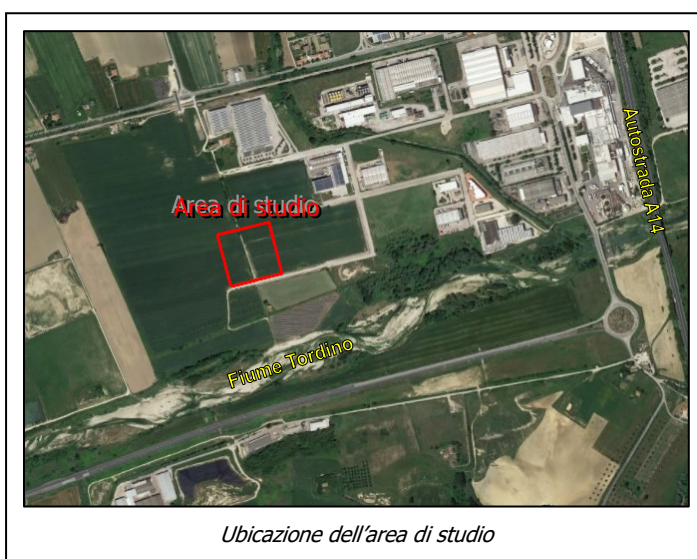 Autostrada A14
Area di studio
Fiume Tordino
Ubicazione dell'area di studio